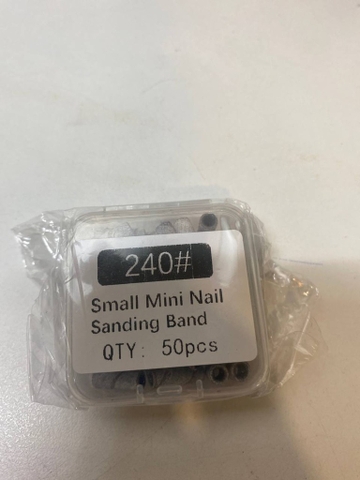 240#
Small Mini Nail
Sanding Band
QTY: 50pcs